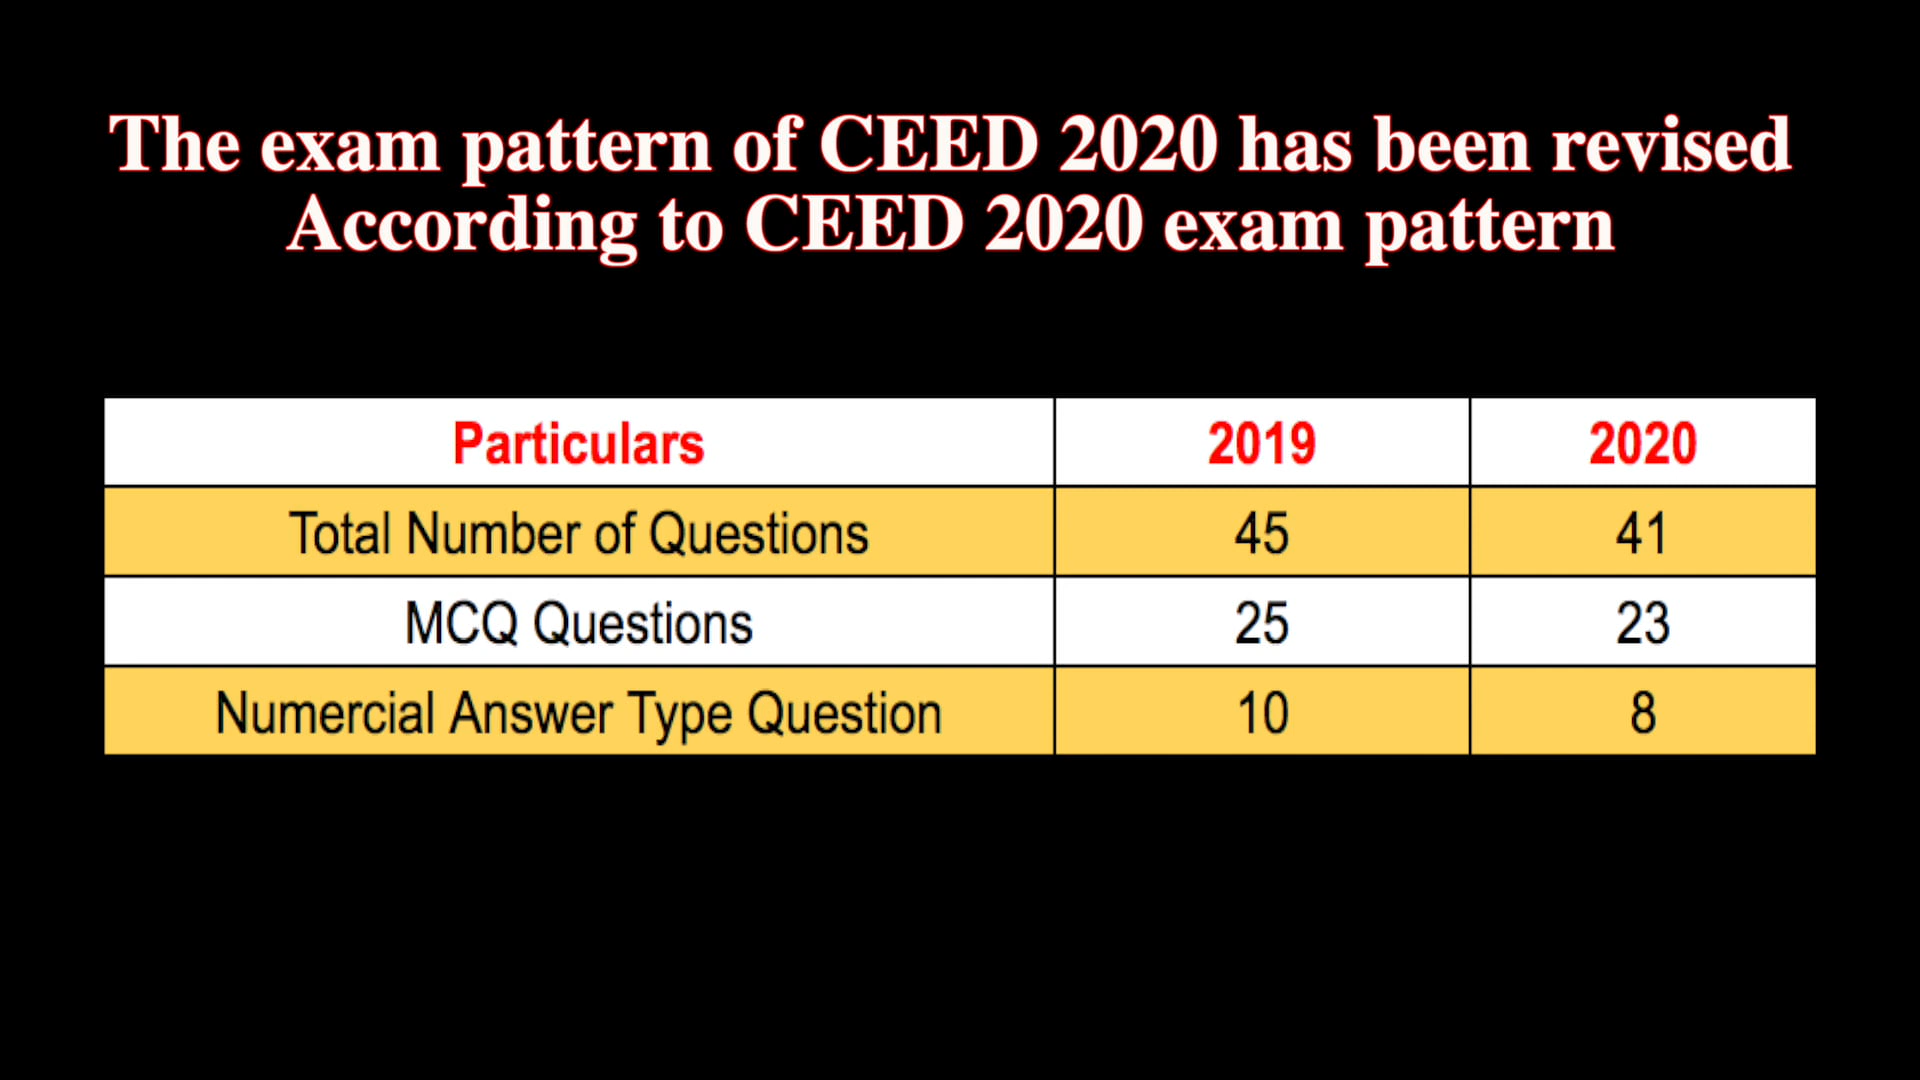 The exam pattern of CEED 2020 has been revised
According to CEED 2020 exam pattern
Particulars 2019 2020
Total Number of Questions 45 41
MCQ Questions 25 23
Numercial Answer Type Question 10 8